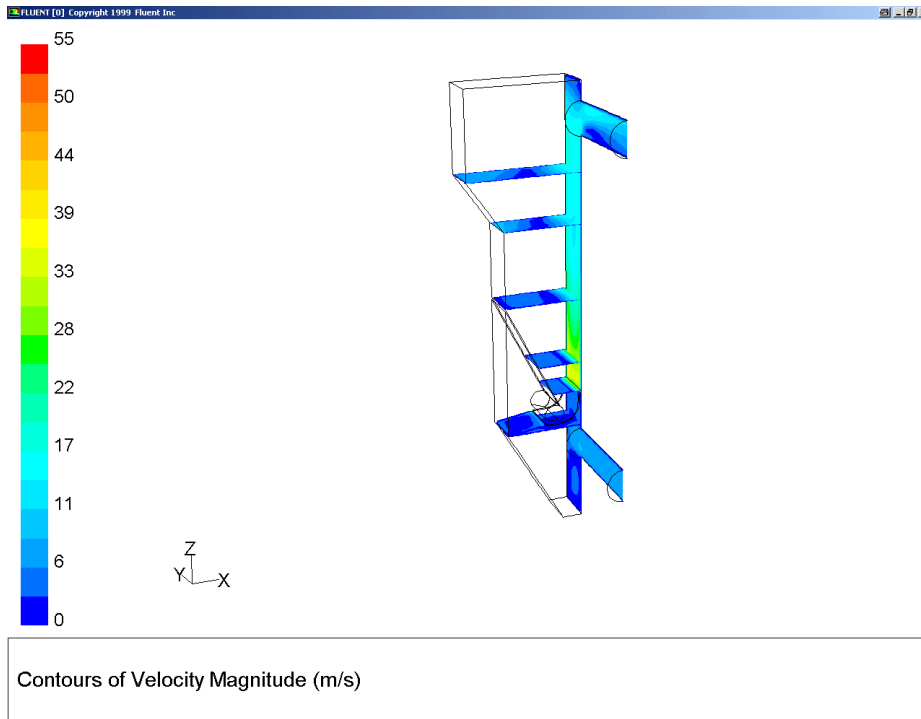 FLUENT [0] Copyright 1999 Fluent Inc
55
50
44
39
33
28
22
17
11
6
0
Z
Y
X
Contours of Velocity Magnitude (m/s)